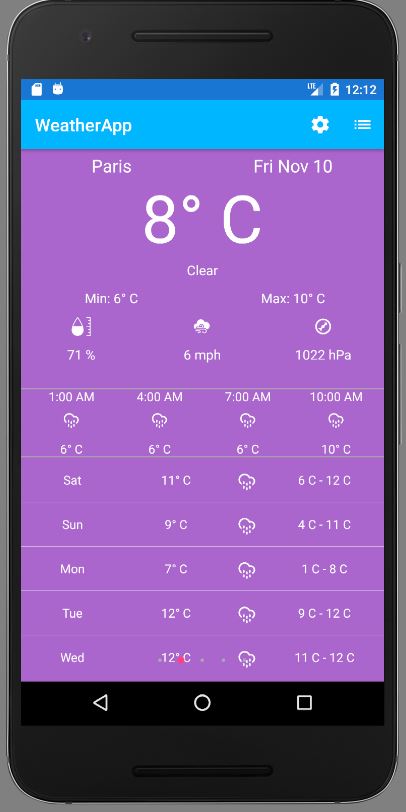 LTE 12:12
WeatherApp
Paris Fri Nov 10
8° C
Clear
Min: 6° C Max: 10° C
71 % 6 mph 1022 hPa
1:00 AM 4:00 AM 7:00 AM 10:00 AM
6° C 6° C 6° C 10° C
Sat 11° C 6 C - 12 C
Sun 9° C 4 C - 11 C
Mon 7° C 1 C - 8 C
Tue 12° C 9 C - 12 C
Wed 12° C 11 C - 12 C